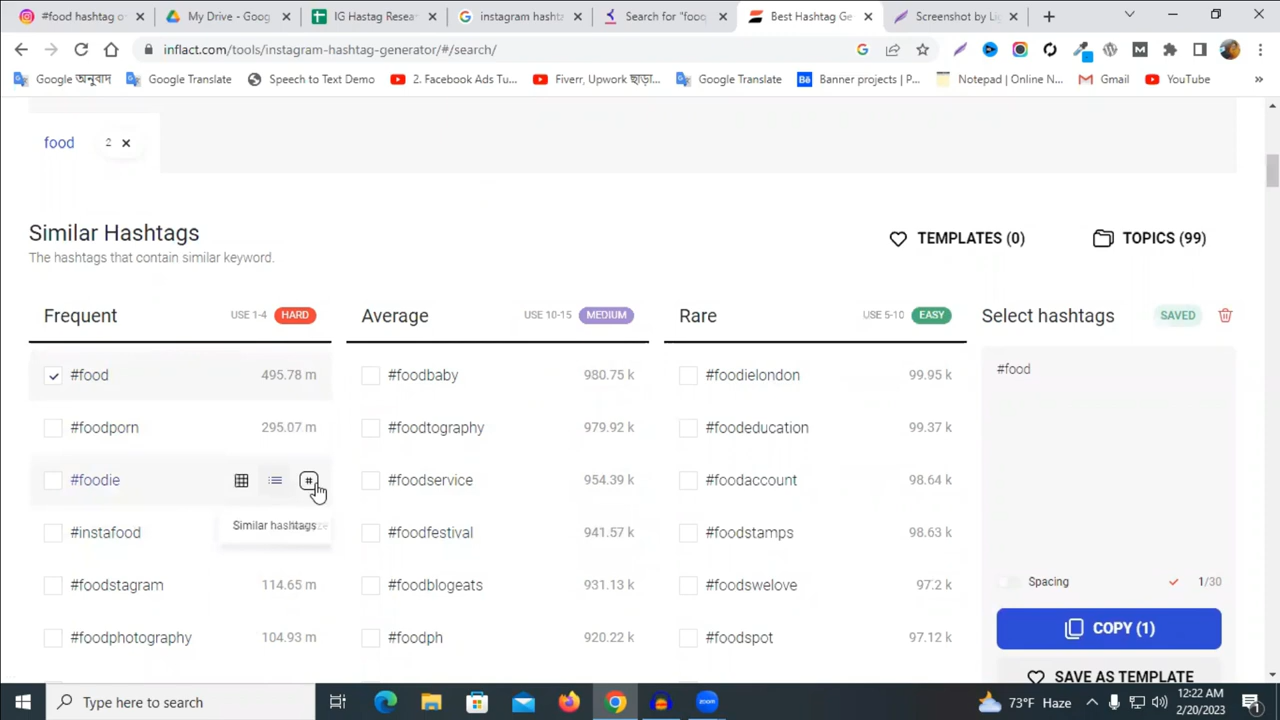 #food hashtag o
My Drive - Goog
IG Hastag Resea
instagram hashta
Search for "fooq
Best Hashtag Ge
Screenshot by Li
inflact.com/tools/instagram-hashtag-generator/#/search/
Google অনুবাদ
Google Translate
Speech to Text Demo
2. Facebook Ads Tu...
Fiverr, Upwork ছাড়া...
Google Translate
Banner projects | P...
Notepad | Online N...
Gmail
YouTube
food 2
Similar Hashtags
The hashtags that contain similar keyword.
TEMPLATES (0)
TOPICS (99)
Frequent USE 1-4 HARD
Average USE 10-15 MEDIUM
Rare USE 5-10 EASY
Select hashtags SAVED
#food 495.78 m
#foodbaby 980.75 k
#foodielondon 99.95 k
#food
#foodporn 295.07 m
#foodtography 979.92 k
#foodeducation 99.37 k
#foodie #
#foodservice 954.39 k
#foodaccount 98.64 k
Similar hashtags
#instafood
#foodfestival 941.57 k
#foodstamps 98.63 k
#foodstagram 114.65 m
#foodblogeats 931.13 k
#foodswelove 97.2 k
Spacing 1/30
#foodphotography 104.93 m
#foodph 920.22 k
#foodspot 97.12 k
COPY (1)
SAVE AS TEMPLATE
Type here to search
zoom
73°F Haze
12:22 AM
2/20/2023